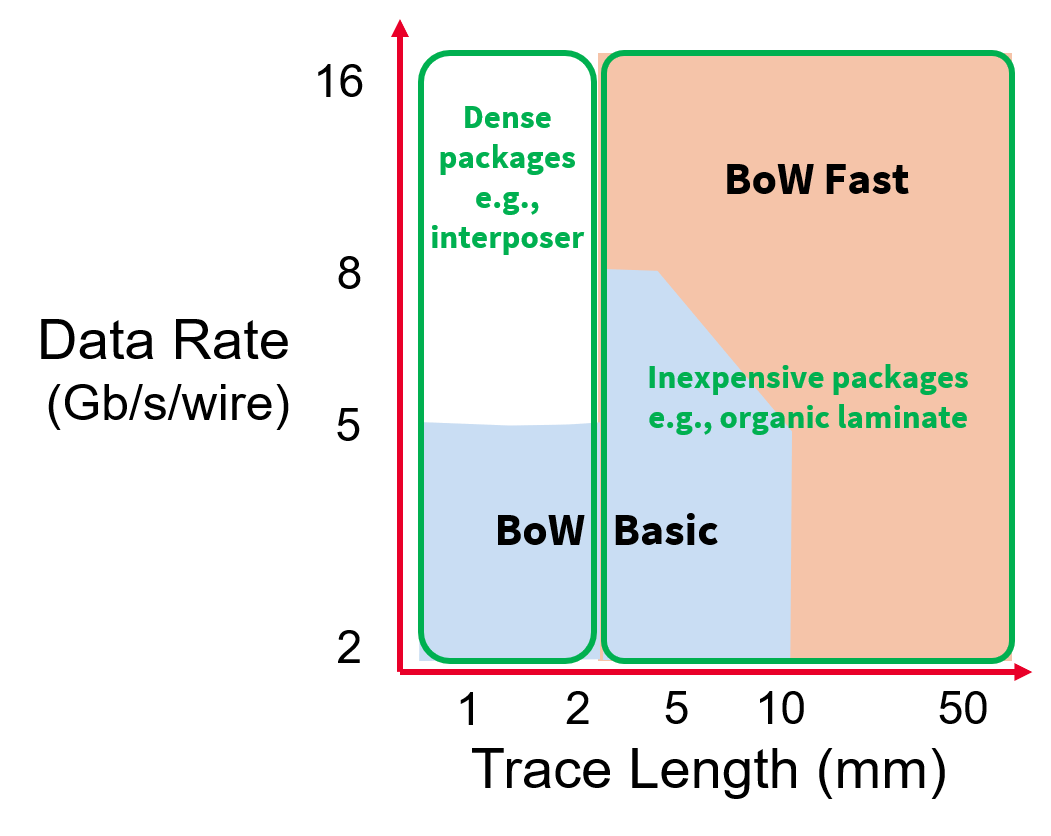 16
8
5
2
Data Rate
(Gb/s/wire)
Dense
packages
e.g.,
interposer
BoW Fast
Inexpensive packages
e.g., organic laminate
BoW Basic
1 2 5 10 50
Trace Length (mm)